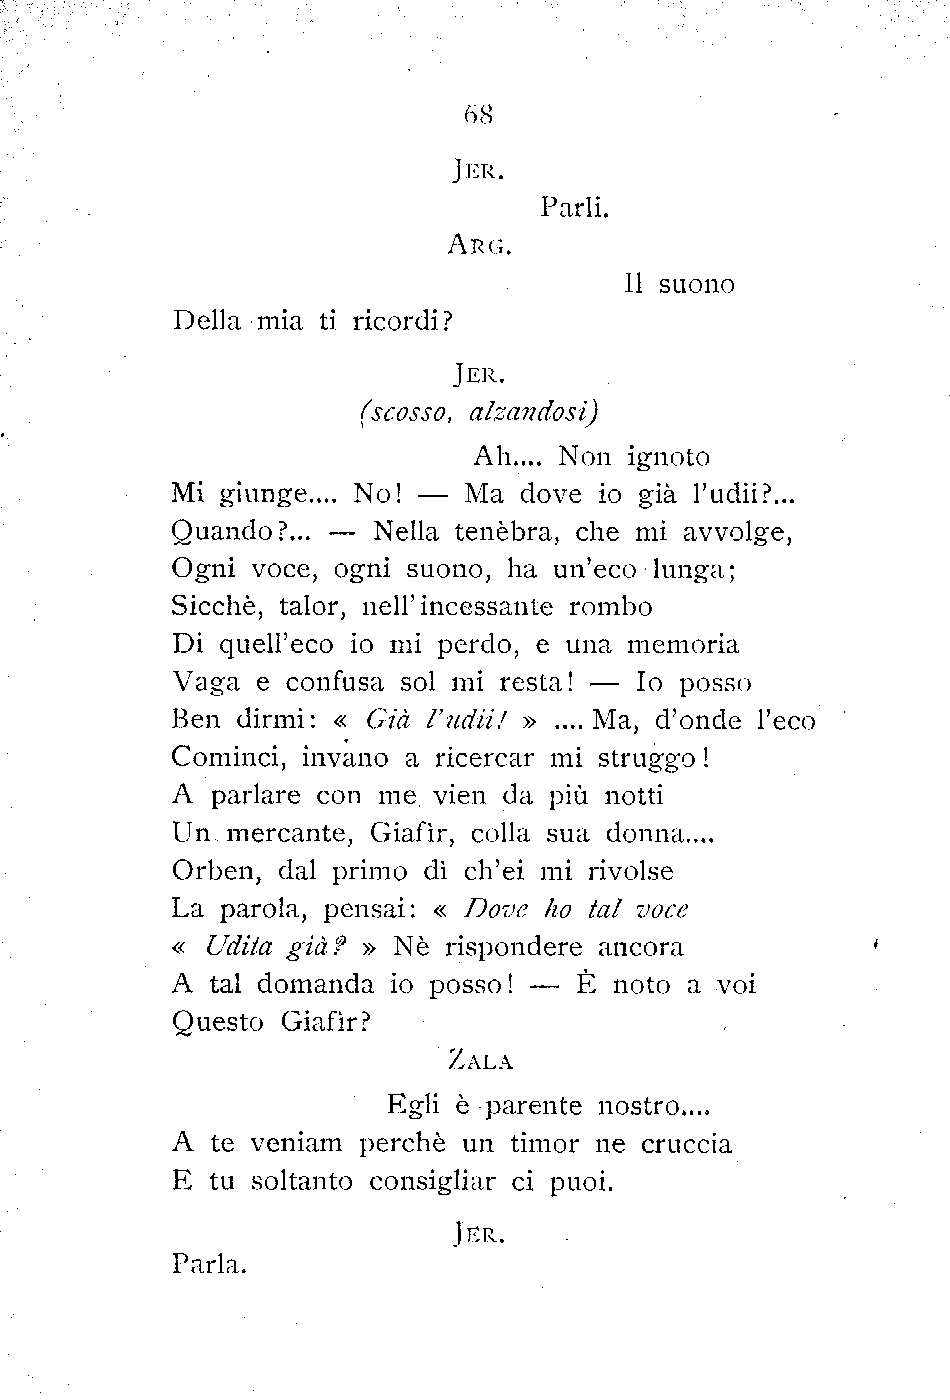 68
JER.
Parli.
ARG.
Il suono
Della mia ti ricordi?
JER.
(scosso, alzandosi)
Ah.... Non ignoto
Mi giunge.... No! — Ma dove io già l'udii?...
Quando?... — Nella tenèbra, che mi avvolge,
Ogni voce, ogni suono, ha un'eco lunga;
Sicchè, talor, nell'incessante rombo
Di quell'eco io mi perdo, e una memoria
Vaga e confusa sol mi resta! — Io posso
Ben dirmi: « Già l'udii! » .... Ma, d'onde l'eco
Cominci, invano a ricercar mi struggo!
A parlare con me vien da più notti
Un mercante, Giafìr, colla sua donna....
Orben, dal primo dì ch'ei mi rivolse
La parola, pensai: « Dove ho tal voce
« Udita già? » Nè rispondere ancora
A tal domanda io posso! — È noto a voi
Questo Giafìr?
ZALA
Egli è parente nostro....
A te veniam perchè un timor ne cruccia
E tu soltanto consigliar ci puoi.
JER.
Parla.